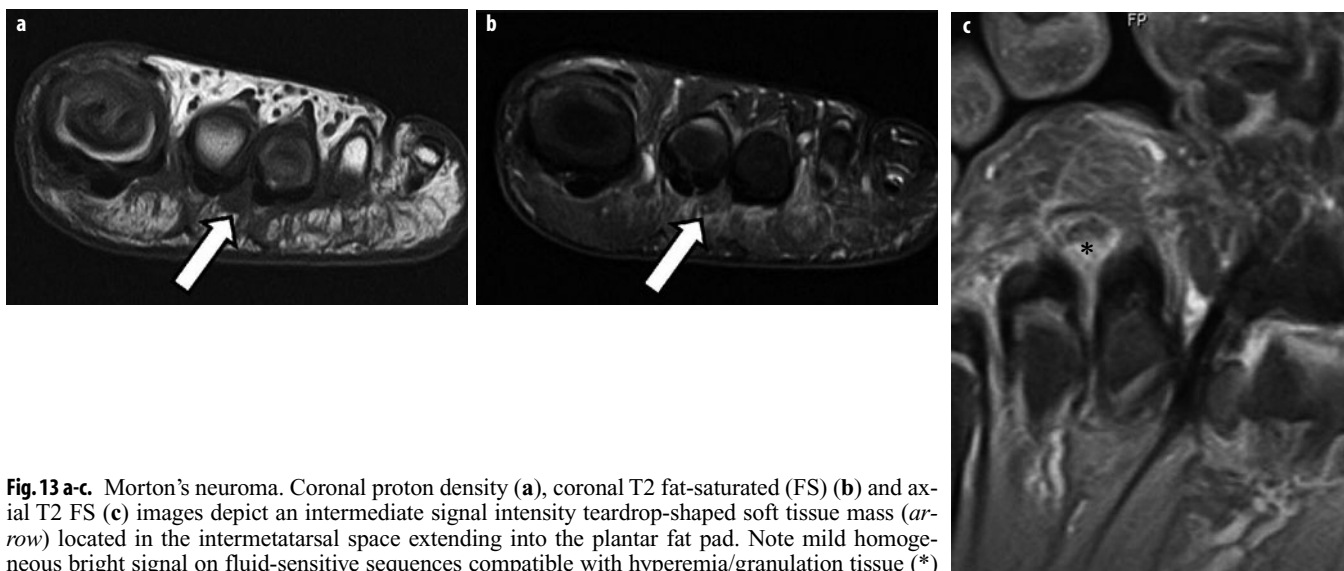 a
b
c
FP
*
Fig. 13 a-c. Morton's neuroma. Coronal proton density (a), coronal T2 fat-saturated (FS) (b) and ax-
ial T2 FS (c) images depict an intermediate signal intensity teardrop-shaped soft tissue mass (ar-
row) located in the intermetatarsal space extending into the plantar fat pad. Note mild homoge-
neous bright signal on fluid-sensitive sequences compatible with hyperemia/granulation tissue (*)